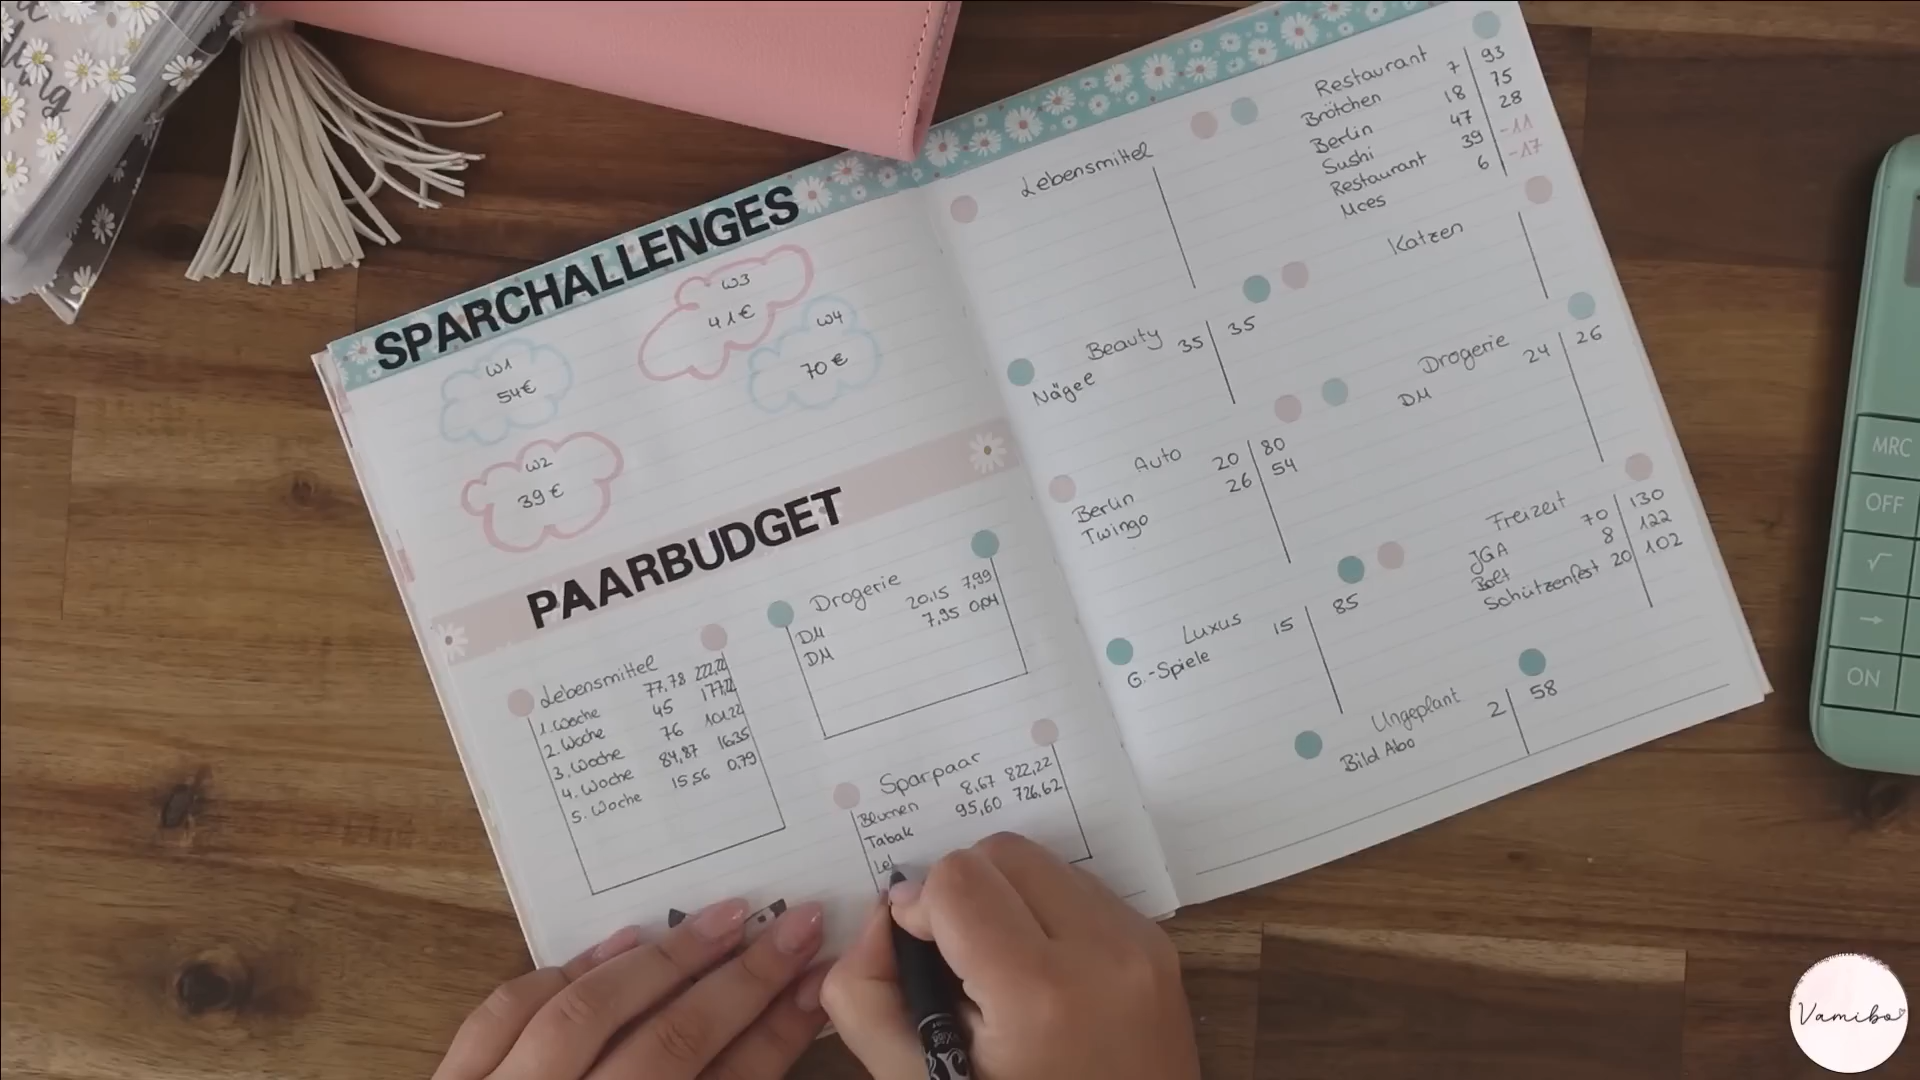 SPARCHALLENGES
W1
54€
W2
39€
W3
41€
W4
70€
PAARBUDGET
Lebensmittel
1. Woche 77,78 222,22
2. Woche 45 177,22
3. Woche 76 101,22
4. Woche 84,87 16,35
5. Woche 15,56 0,79
Drogerie
DM 20,15 7,99
DM 7,95 0,04
Sparpaar
Blumen 8,67 822,22
Tabak 95,60 726,62
Leb
Lebensmittel
Restaurant 93
Brötchen 7 75
Berlin 18 28
Sushi 47 -11
Restaurant 39 -17
Mces 6
Katzen
Beauty 35
Nägel 35
Drogerie 26
DM 24
Auto 80
Berlin 20 54
Twingo 26
Freizeit 130
JGA 70 122
Bolt 8 102
Schützenfest 20
Luxus 85
G.-Spiele 15
Ungeplant 58
Bild Abo 2
MRC
OFF
√
→
ON
Vamibo